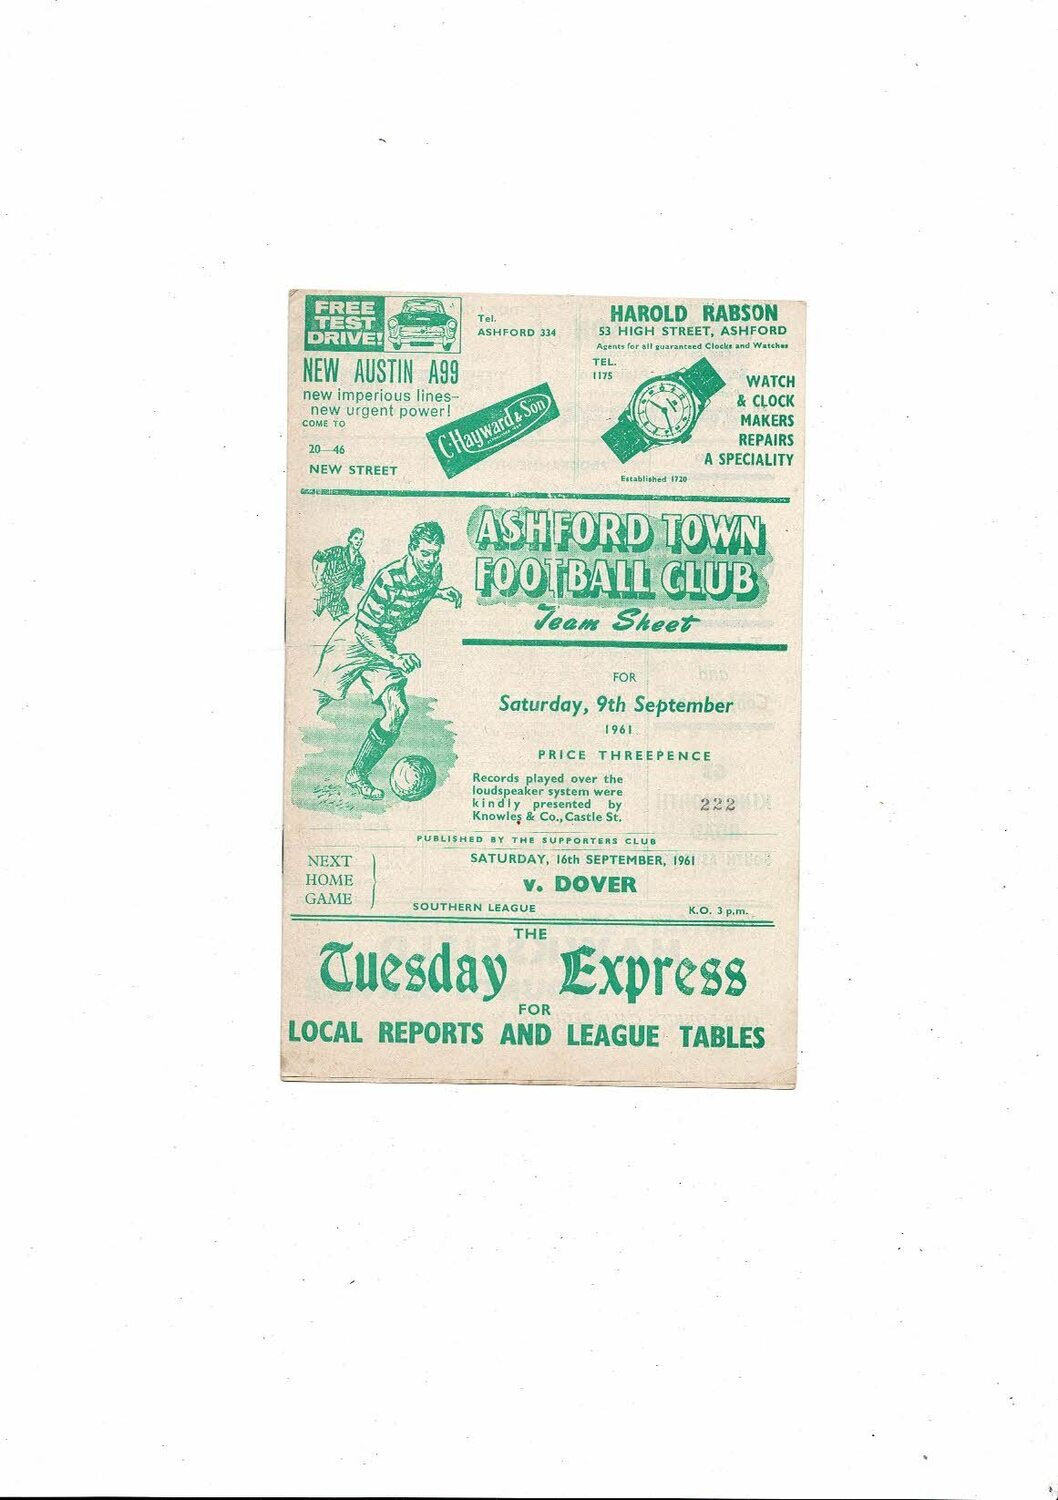 FREE
TEST
DRIVE!
NEW AUSTIN A99
new imperious lines-
new urgent power!
COME TO
20—46
NEW STREET
Tel.
ASHFORD 334
C. Hayward & Son
HAROLD RABSON
53 HIGH STREET, ASHFORD
Agents for all guaranteed Clocks and Watches
TEL.
1175
WATCH
& CLOCK
MAKERS
REPAIRS
A SPECIALITY
Established 1720
ASHFORD TOWN
FOOTBALL CLUB
Team Sheet
FOR
Saturday, 9th September
1961
PRICE THREEPENCE
Records played over the
loudspeaker system were
kindly presented by
Knowles & Co., Castle St.
222
PUBLISHED BY THE SUPPORTERS CLUB
NEXT
HOME
GAME
SATURDAY, 16th SEPTEMBER, 1961
v. DOVER
SOUTHERN LEAGUE K.O. 3 p.m.
THE
Tuesday Express
FOR
LOCAL REPORTS AND LEAGUE TABLES